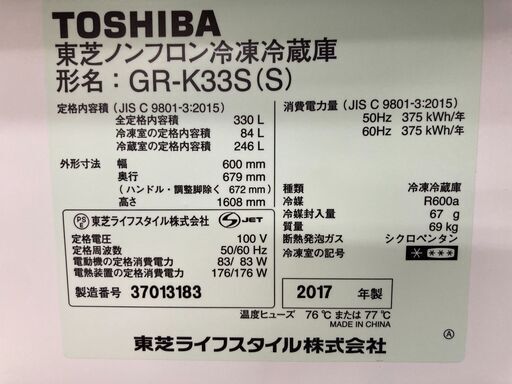 TOSHIBA
東芝ノンフロン冷凍冷蔵庫
形名：GR-K33S(S)
定格内容積（JIS C 9801-3:2015）
全定格内容積 330 L
冷凍室の定格内容積 84 L
冷蔵室の定格内容積 246 L
外形寸法 幅 600 mm
奥行 679 mm
（ハンドル・調整脚除く 672 mm）
高さ 1608 mm
消費電力量（JIS C 9801-3:2015）
50Hz 375 kWh/年
60Hz 375 kWh/年
種類 冷凍冷蔵庫
冷媒 R600a
冷媒封入量 67 g
質量 69 kg
断熱発泡ガス シクロペンタン
冷凍室の記号 ****
PSE 東芝ライフスタイル株式会社 JET
定格電圧 100 V
定格周波数 50/60 Hz
電動機の定格消費電力 83/ 83 W
電熱装置の定格消費電力 176/176 W
製造番号 37013183
2017 年製
温度ヒューズ 76℃ または 77℃
MADE IN CHINA
東芝ライフスタイル株式会社
Ⓐ